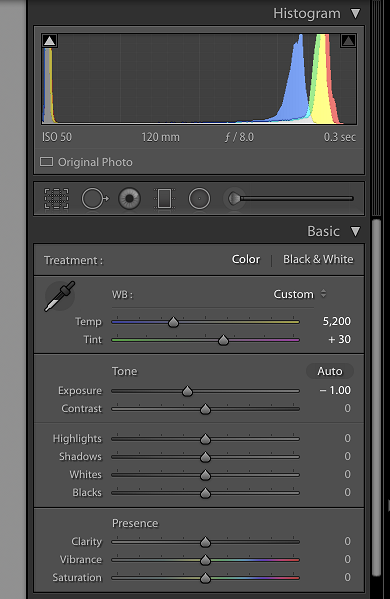 Histogram ▼
ISO 50 120 mm ƒ / 8.0 0.3 sec
Original Photo
Basic ▼
Treatment : Color | Black & White
WB : Custom
Temp 5,200
Tint + 30
Tone Auto
Exposure − 1.00
Contrast 0
Highlights 0
Shadows 0
Whites 0
Blacks 0
Presence
Clarity 0
Vibrance 0
Saturation 0